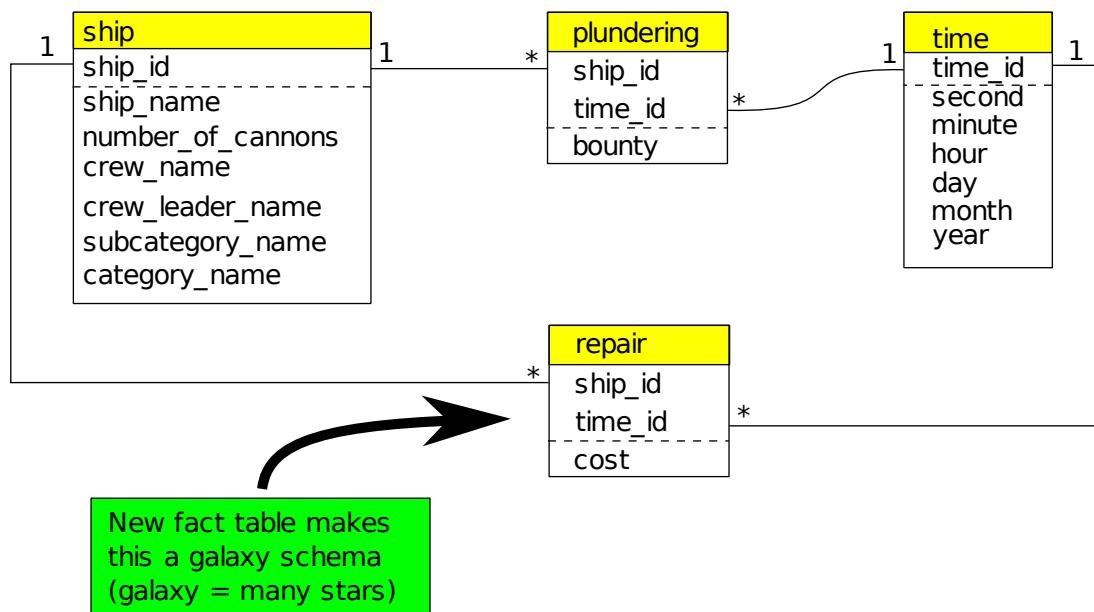 ship
ship_id
ship_name
number_of_cannons
crew_name
crew_leader_name
subcategory_name
category_name
1
1
*
plundering
ship_id
time_id
bounty
*
1
time
time_id
second
minute
hour
day
month
year
1
*
repair
ship_id
time_id
cost
*
New fact table makes
this a galaxy schema
(galaxy = many stars)